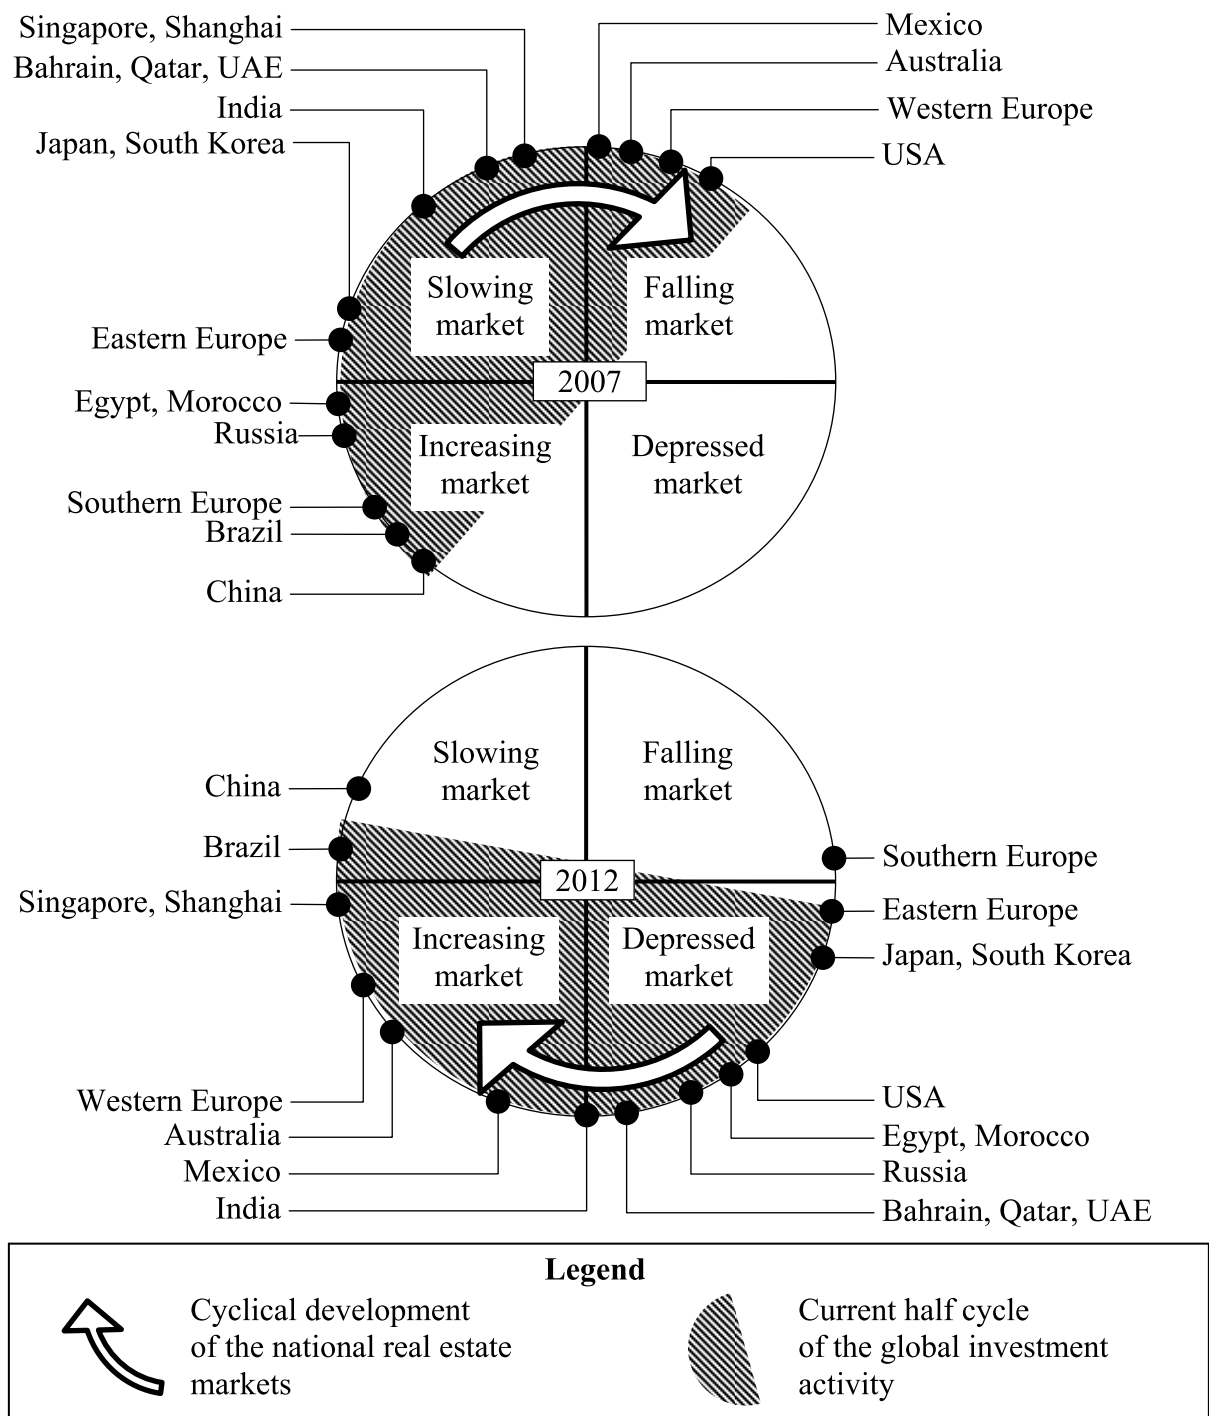 Singapore, Shanghai
Bahrain, Qatar, UAE
India
Japan, South Korea
Eastern Europe
Egypt, Morocco
Russia
Southern Europe
Brazil
China
Mexico
Australia
Western Europe
USA
Slowing
market
Falling
market
2007
Increasing
market
Depressed
market
Slowing
market
Falling
market
China
Brazil
Singapore, Shanghai
2012
Southern Europe
Eastern Europe
Japan, South Korea
Increasing
market
Depressed
market
Western Europe
Australia
Mexico
India
USA
Egypt, Morocco
Russia
Bahrain, Qatar, UAE
Legend
Cyclical development
of the national real estate
markets
Current half cycle
of the global investment
activity